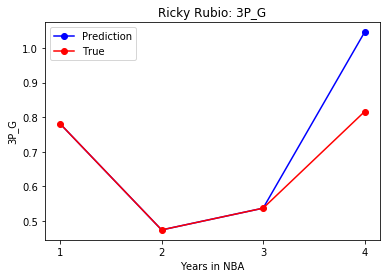 Ricky Rubio: 3P_G
Prediction
True
1.0
0.9
0.8
0.7
0.6
0.5
3P_G
1 2 3 4
Years in NBA